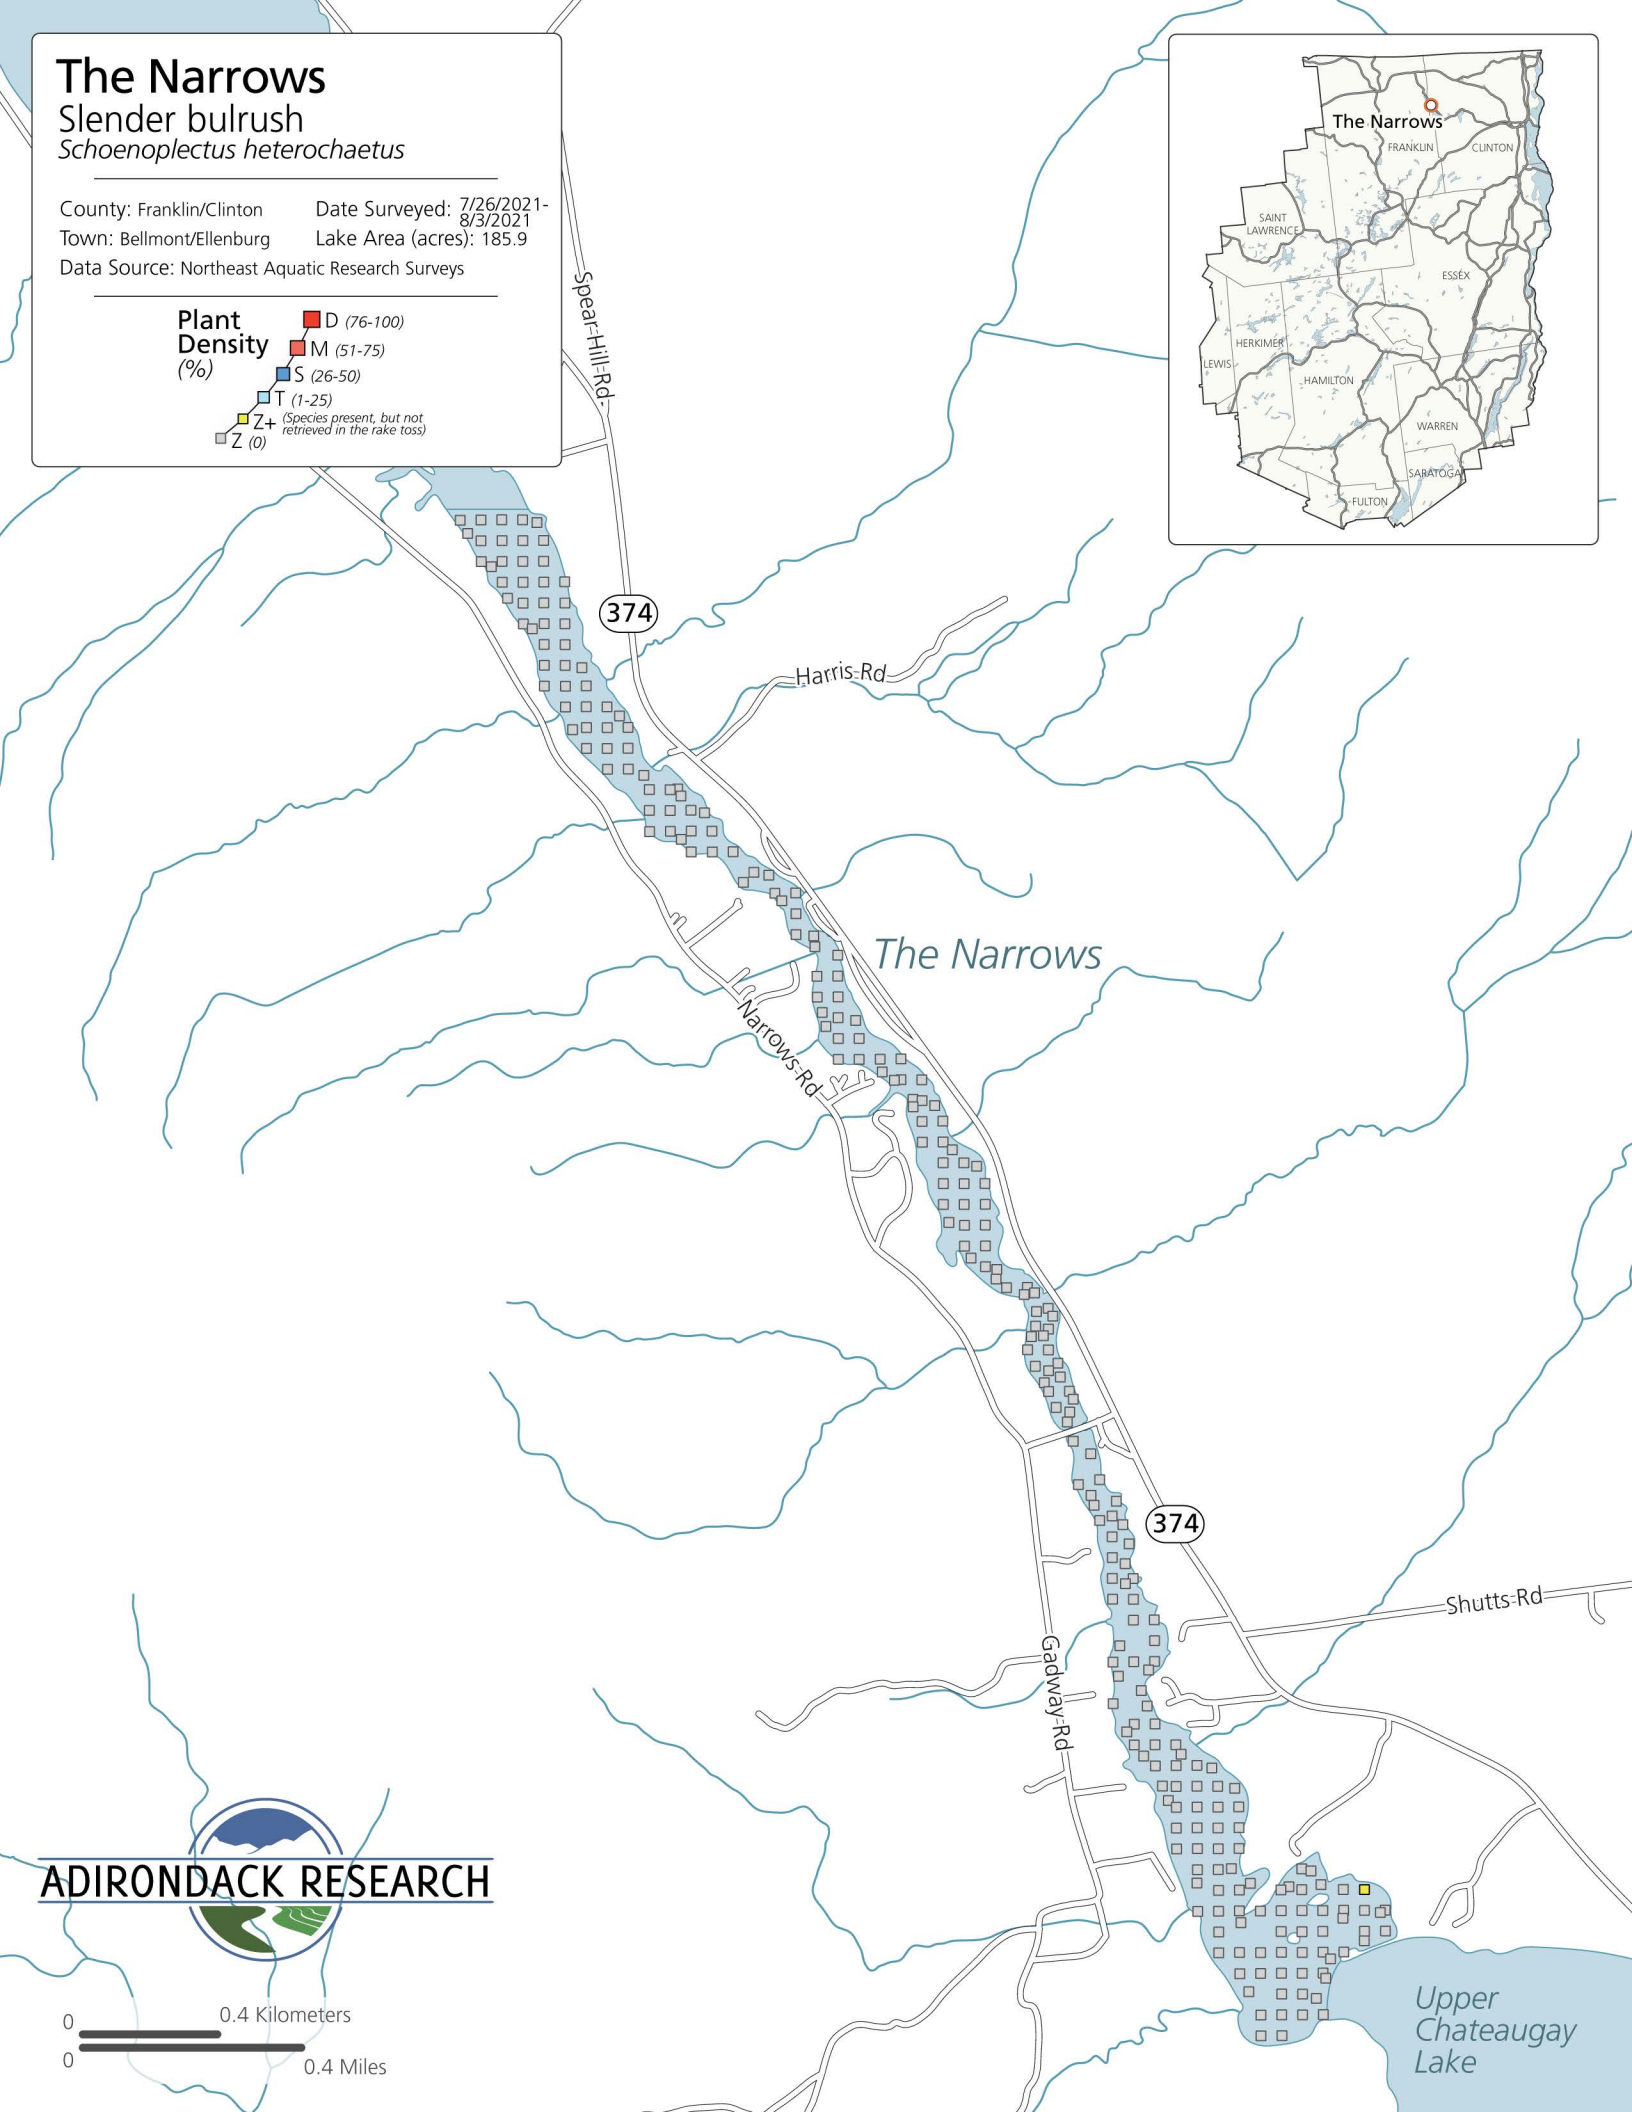 The Narrows
Slender bulrush
Schoenoplectus heterochaetus
County: Franklin/Clinton
Date Surveyed: 7/26/2021-
8/3/2021
Town: Bellmont/Ellenburg
Lake Area (acres): 185.9
Data Source: Northeast Aquatic Research Surveys
Plant
Density
(%)
D (76-100)
M (51-75)
S (26-50)
T (1-25)
Z+ (Species present, but not
retrieved in the rake toss)
Z (0)
The Narrows
FRANKLIN
CLINTON
SAINT
LAWRENCE
ESSEX
HERKIMER
LEWIS
HAMILTON
WARREN
SARATOGA
FULTON
Spear-Hill-Rd-
374
Harris-Rd
The Narrows
Narrows-Rd
374
Shutts-Rd
Gadway-Rd
ADIRONDACK RESEARCH
0
0.4 Kilometers
0
0.4 Miles
Upper
Chateaugay
Lake